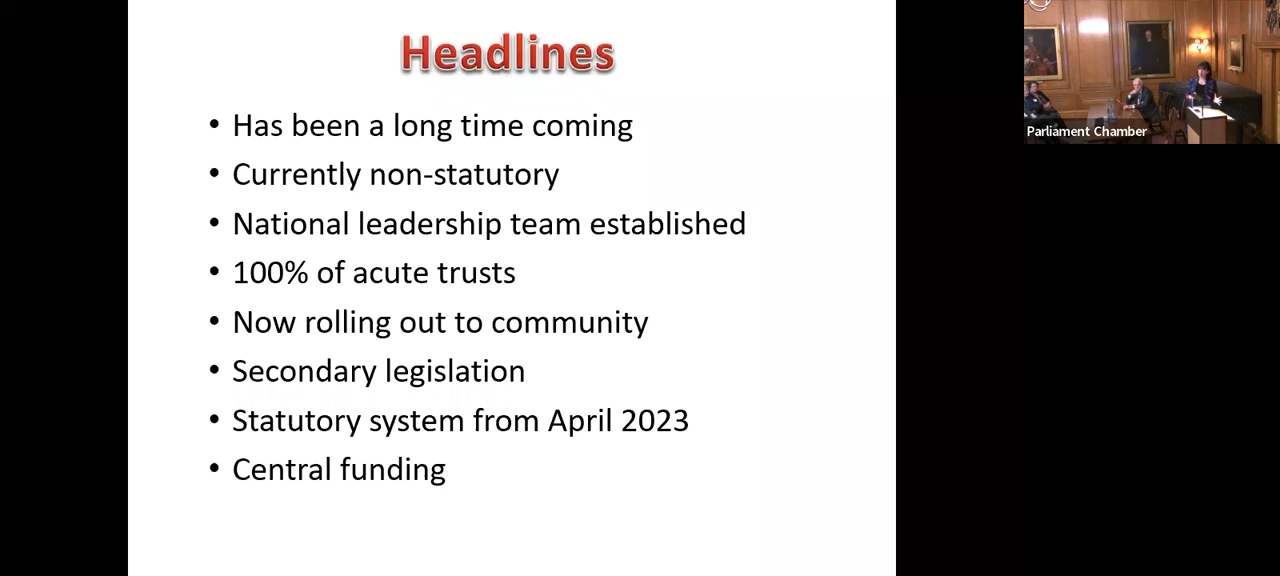 Headlines
• Has been a long time coming
• Currently non-statutory
• National leadership team established
• 100% of acute trusts
• Now rolling out to community
• Secondary legislation
• Statutory system from April 2023
• Central funding
Parliament Chamber